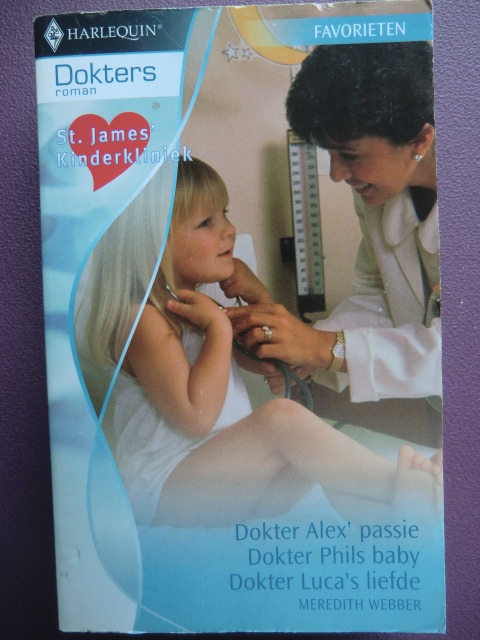 HARLEQUIN®
FAVORIETEN
Dokters
roman
St. James'
Kinderkliniek
Dokter Alex' passie
Dokter Phils baby
Dokter Luca's liefde
MEREDITH WEBBER